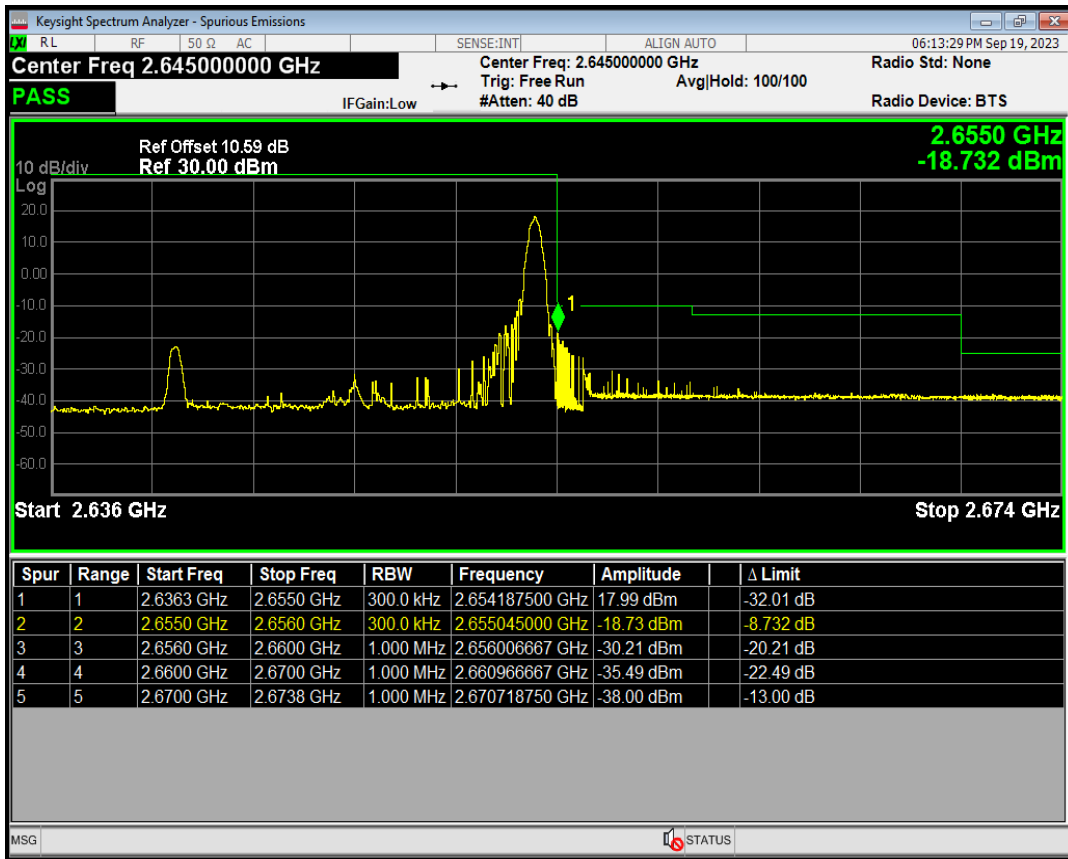 Keysight Spectrum Analyzer - Spurious Emissions
LXI RL RF 50 Ω AC SENSE:INT ALIGN AUTO 06:13:29 PM Sep 19, 2023
Center Freq 2.645000000 GHz Center Freq: 2.645000000 GHz Radio Std: None
Trig: Free Run Avg|Hold: 100/100
PASS IFGain:Low #Atten: 40 dB Radio Device: BTS
Ref Offset 10.59 dB 2.6550 GHz
10 dB/div Ref 30.00 dBm -18.732 dBm
Log
20.0
10.0
0.00
-10.0 1
-20.0
-30.0
-40.0
-50.0
-60.0
Start 2.636 GHz Stop 2.674 GHz
Spur | Range | Start Freq | Stop Freq | RBW | Frequency | Amplitude | | Δ Limit
1 1 2.6363 GHz 2.6550 GHz 300.0 kHz 2.654187500 GHz 17.99 dBm -32.01 dB
2 2 2.6550 GHz 2.6560 GHz 300.0 kHz 2.655045000 GHz -18.73 dBm -8.732 dB
3 3 2.6560 GHz 2.6600 GHz 1.000 MHz 2.656006667 GHz -30.21 dBm -20.21 dB
4 4 2.6600 GHz 2.6700 GHz 1.000 MHz 2.660966667 GHz -35.49 dBm -22.49 dB
5 5 2.6700 GHz 2.6738 GHz 1.000 MHz 2.670718750 GHz -38.00 dBm -13.00 dB
MSG STATUS